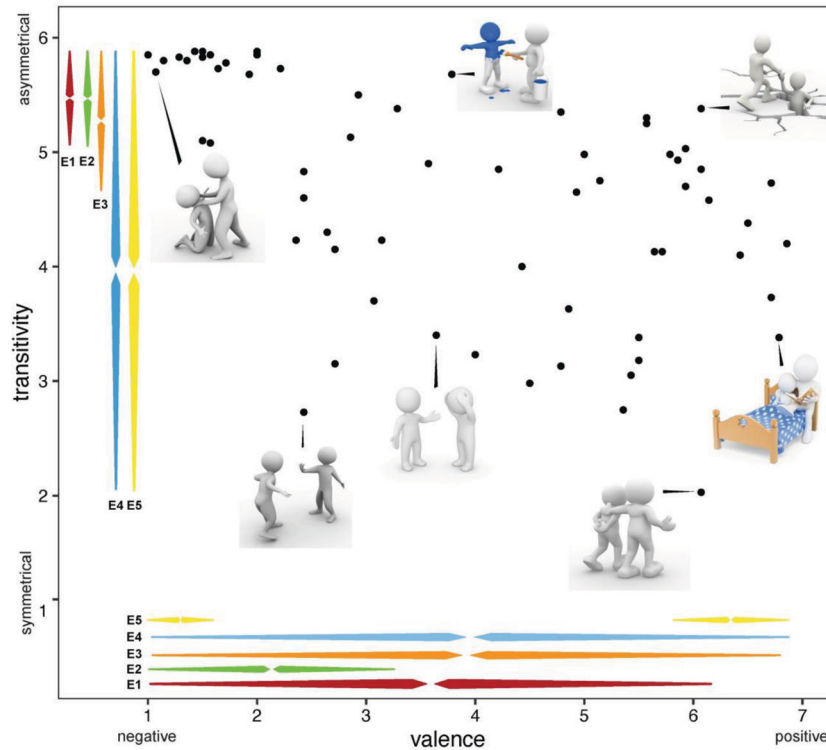 asymmetrical
6
5
E1 E2
E3
transitivity
4
3
E4 E5
2
symmetrical
1
E5
E4
E3
E2
E1
1 2 3 4 5 6 7
negative
valence
positive